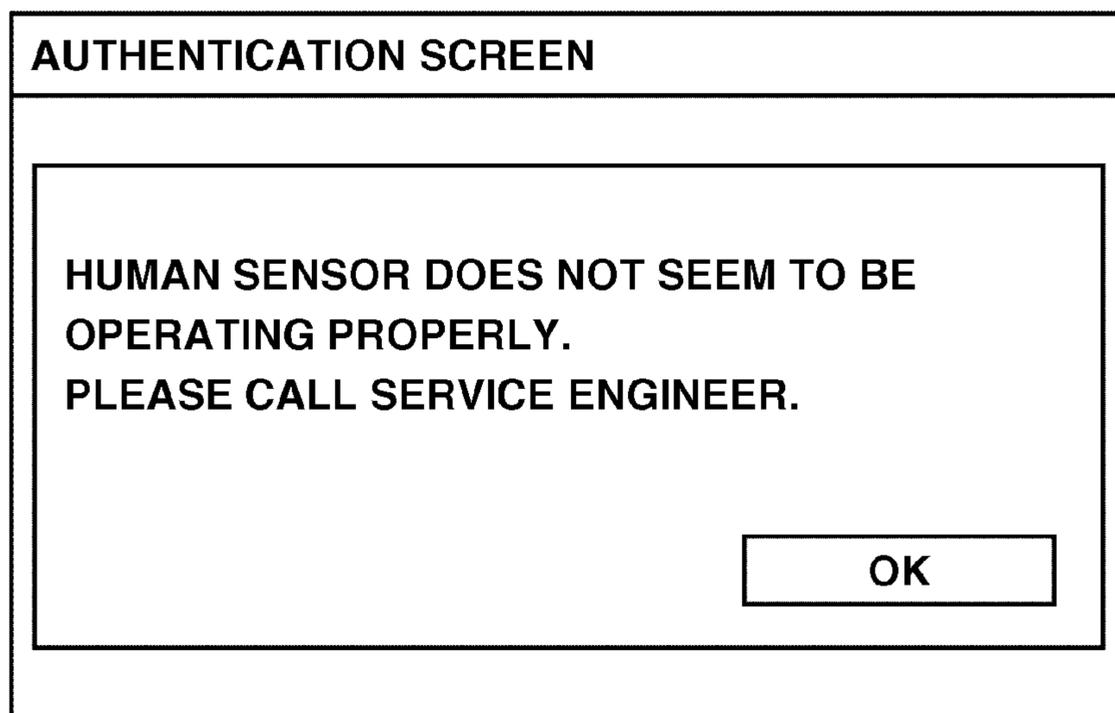 AUTHENTICATION SCREEN
HUMAN SENSOR DOES NOT SEEM TO BE
OPERATING PROPERLY.
PLEASE CALL SERVICE ENGINEER.
OK